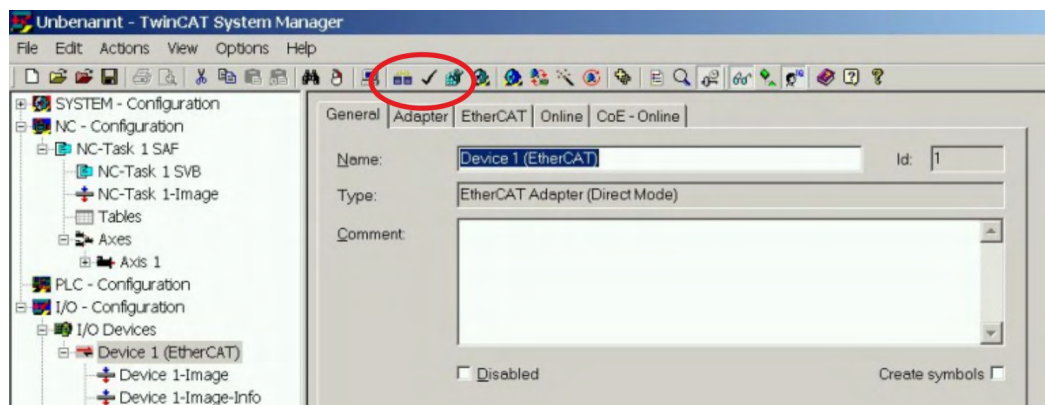 Unbenannt - TwinCAT System Manager
File Edit Actions View Options Help
SYSTEM - Configuration
NC - Configuration
NC-Task 1 SAF
NC-Task 1 SVB
NC-Task 1-Image
Tables
Axes
Axis 1
PLC - Configuration
I/O - Configuration
I/O Devices
Device 1 (EtherCAT)
Device 1-Image
Device 1-Image-Info
General Adapter EtherCAT Online CoE - Online
Name: Device 1 (EtherCAT) Id: 1
Type: EtherCAT Adapter (Direct Mode)
Comment:
Disabled Create symbols